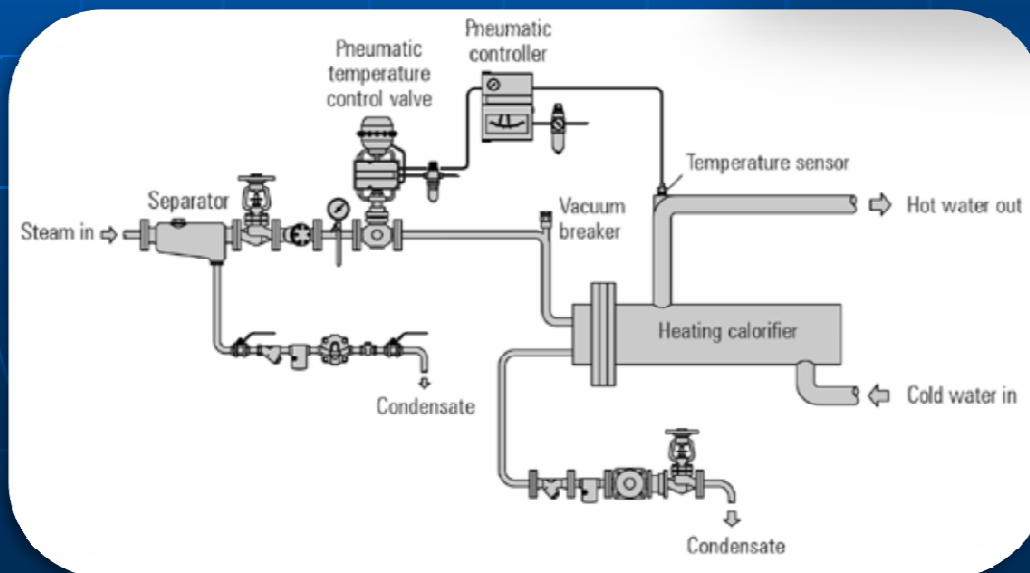 Pneumatic
controller
Pneumatic
temperature
control valve
Temperature sensor
Separator
Vacuum
breaker
Steam in
Hot water out
Heating calorifier
Cold water in
Condensate
Condensate